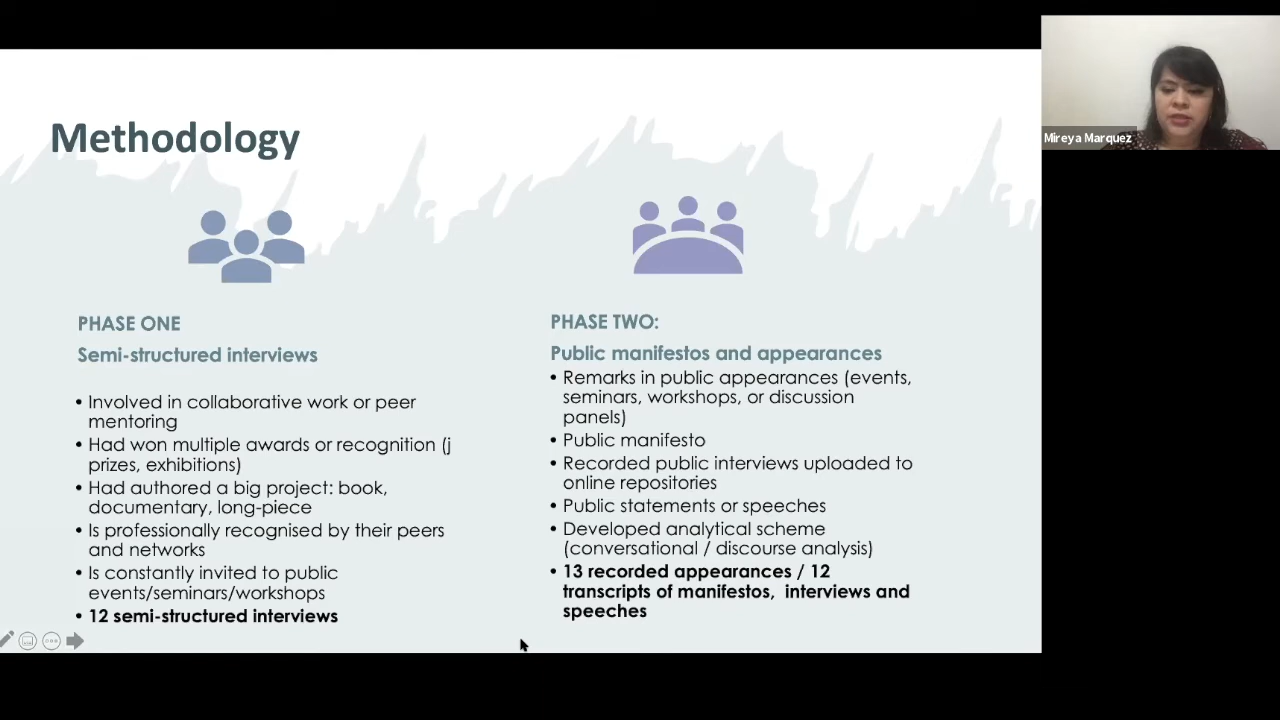 Methodology
PHASE ONE
Semi-structured interviews
• Involved in collaborative work or peer
mentoring
• Had won multiple awards or recognition (j
prizes, exhibitions)
• Had authored a big project: book,
documentary, long-piece
• Is professionally recognised by their peers
and networks
• Is constantly invited to public
events/seminars/workshops
• 12 semi-structured interviews
PHASE TWO:
Public manifestos and appearances
• Remarks in public appearances (events,
seminars, workshops, or discussion
panels)
• Public manifesto
• Recorded public interviews uploaded to
online repositories
• Public statements or speeches
• Developed analytical scheme
(conversational / discourse analysis)
• 13 recorded appearances / 12
transcripts of manifestos, interviews and
speeches
Mireya Marquez